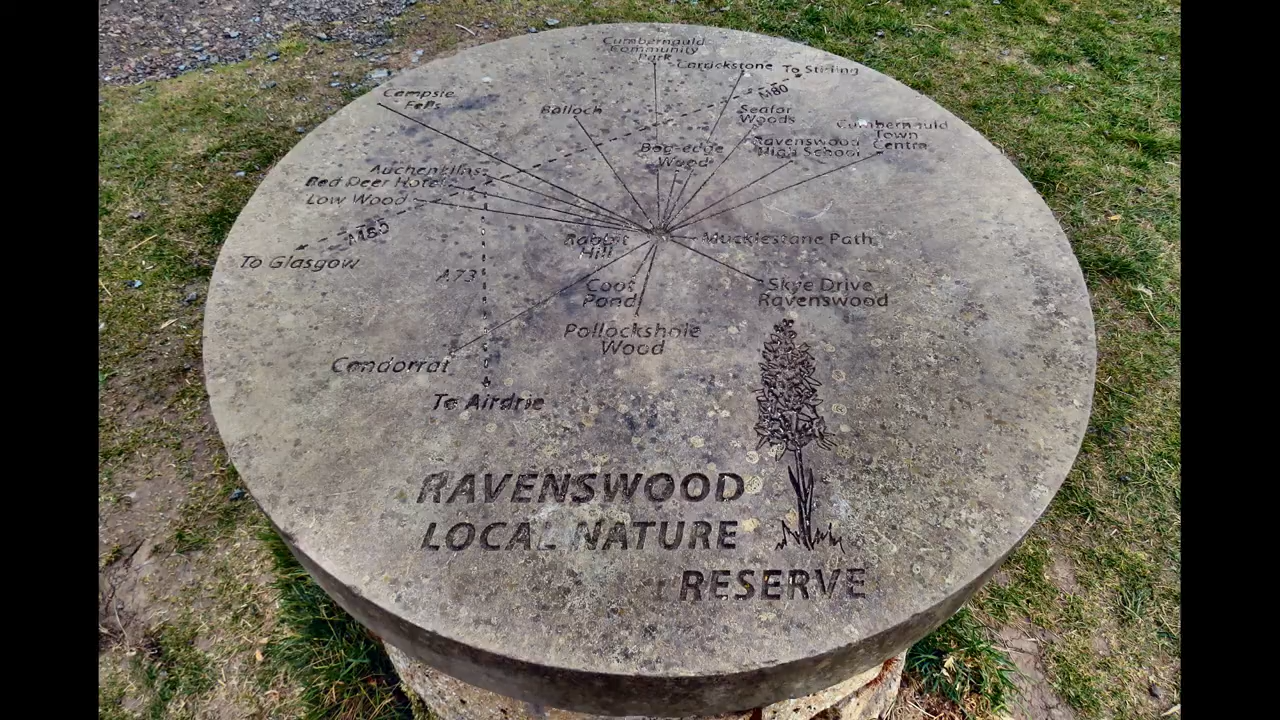 Cumbernauld
Community
Park
Carrickstone
To Stirling
M80
Campsie
Fells
Balloch
Seafar
Woods
Cumbernauld
Town
Centre
Ravenswood
High School
Bog-edge
Wood
Auchenkilns
Red Deer Hotel
Low Wood
M80
To Glasgow
Rabbit
Hill
Mucklestane Path
A73
Coot
Pond
Skye Drive
Ravenswood
Pollockshole
Wood
Condorrat
To Airdrie
RAVENSWOOD
LOCAL NATURE
RESERVE